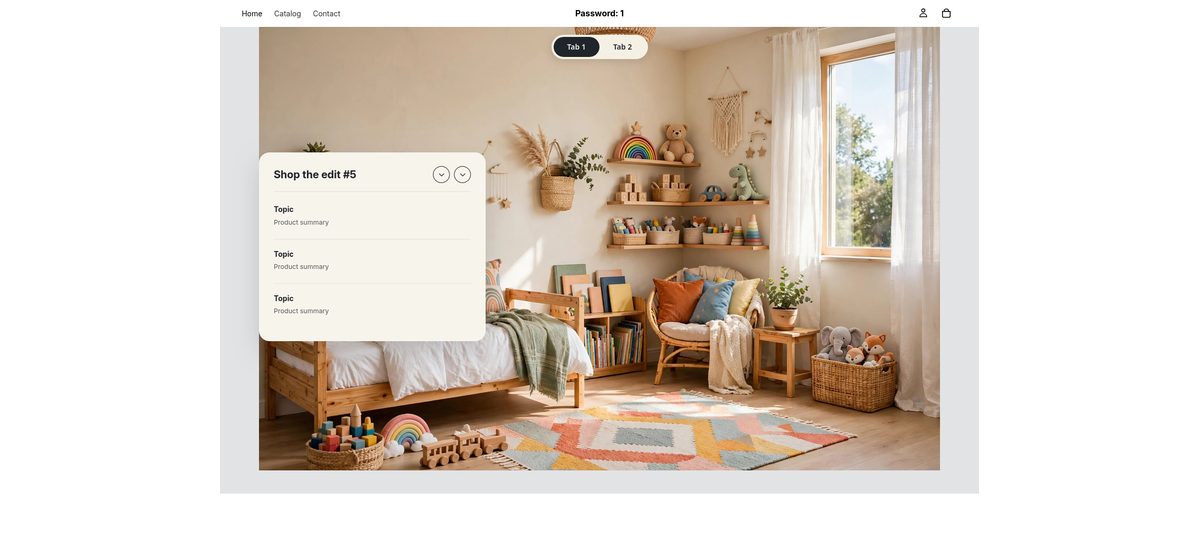 Home Catalog Contact Password: 1
Tab 1 Tab 2
Shop the edit #5
Topic
Product summary
Topic
Product summary
Topic
Product summary